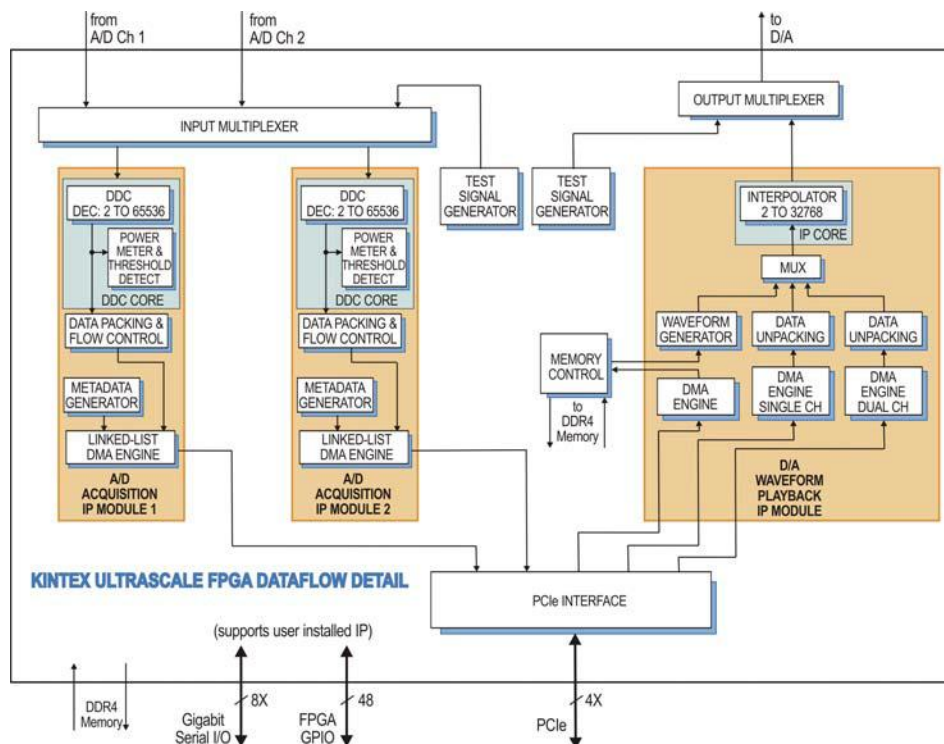 from
A/D Ch 1
from
A/D Ch 2
to
D/A
INPUT MULTIPLEXER
OUTPUT MULTIPLEXER
DDC
DEC: 2 TO 65536
POWER
METER &
THRESHOLD
DETECT
DDC CORE
DATA PACKING &
FLOW CONTROL
METADATA
GENERATOR
LINKED-LIST
DMA ENGINE
A/D
ACQUISITION
IP MODULE 1
DDC
DEC: 2 TO 65536
POWER
METER &
THRESHOLD
DETECT
DDC CORE
DATA PACKING &
FLOW CONTROL
METADATA
GENERATOR
LINKED-LIST
DMA ENGINE
A/D
ACQUISITION
IP MODULE 2
TEST
SIGNAL
GENERATOR
TEST
SIGNAL
GENERATOR
INTERPOLATOR
2 TO 32768
IP CORE
MUX
WAVEFORM
GENERATOR
DATA
UNPACKING
DATA
UNPACKING
MEMORY
CONTROL
to
DDR4
Memory
DMA
ENGINE
DMA
ENGINE
SINGLE CH
DMA
ENGINE
DUAL CH
D/A
WAVEFORM
PLAYBACK
IP MODULE
KINTEX ULTRASCALE FPGA DATAFLOW DETAIL
PCIe INTERFACE
(supports user installed IP)
DDR4
Memory
8X
Gigabit
Serial I/O
48
FPGA
GPIO
4X
PCIe